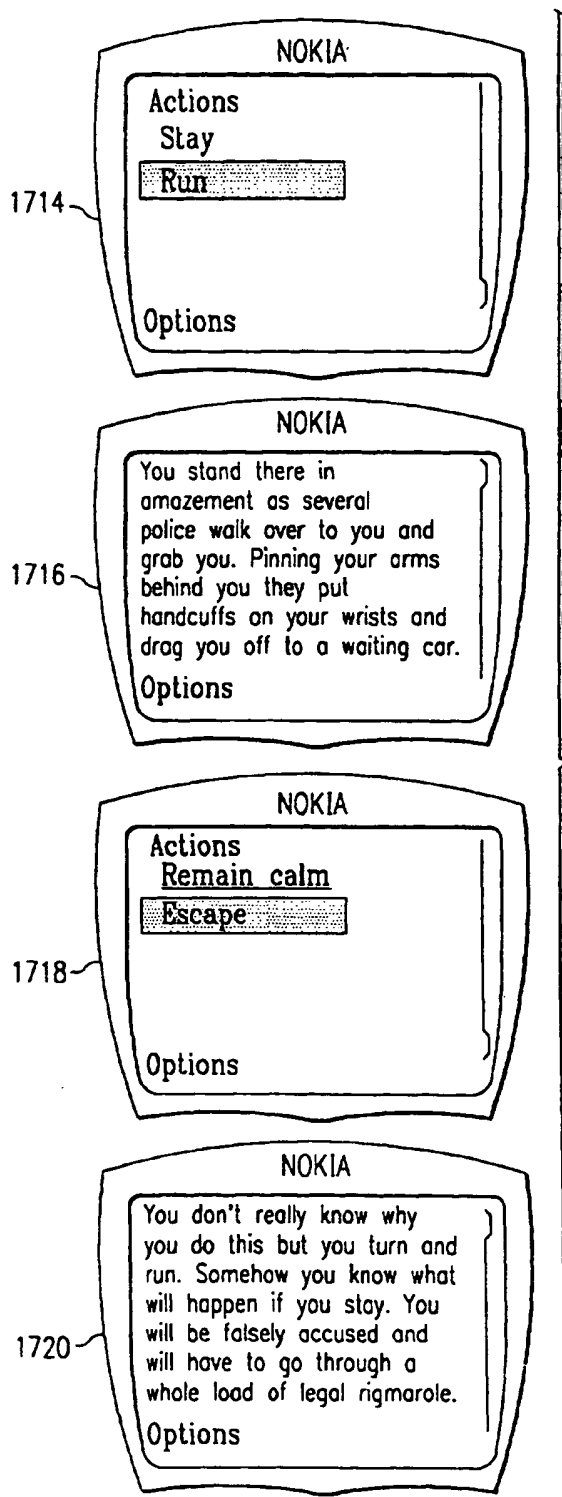 NOKIA
Actions
Stay
Run
1714
Options
NOKIA
You stand there in
amazement as several
police walk over to you and
grab you. Pinning your arms
1716
behind you they put
handcuffs on your wrists and
drag you off to a waiting car.
Options
NOKIA
Actions
Remain calm
Escape
1718
Options
NOKIA
You don't really know why
you do this but you turn and
run. Somehow you know what
will happen if you stay. You
will be falsely accused and
1720
will have to go through a
whole load of legal rigmarole.
Options